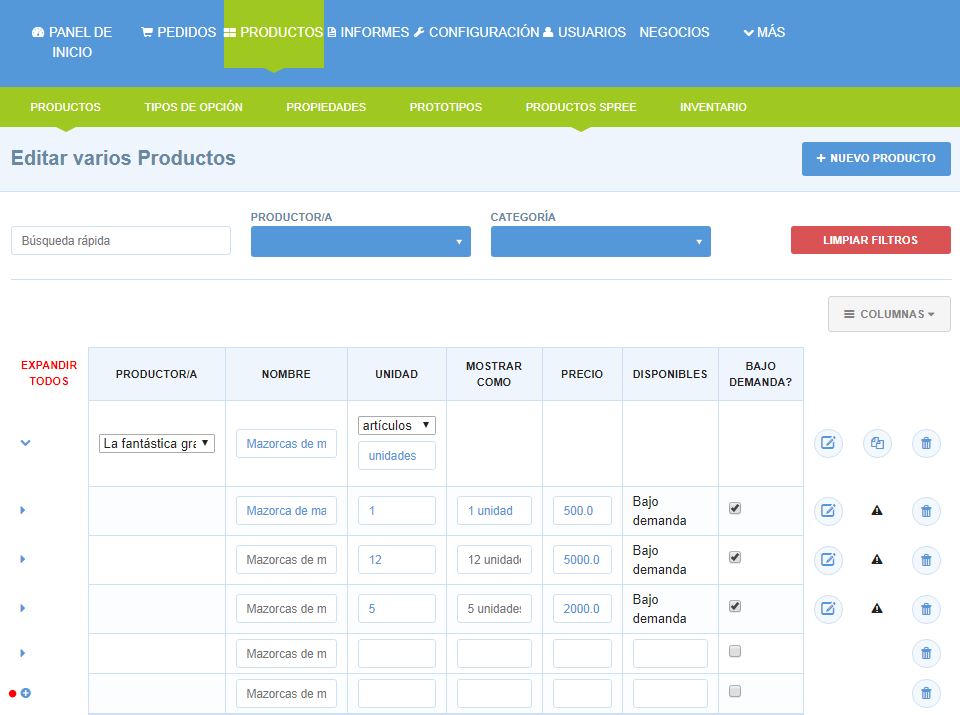 PANEL DE INICIO PEDIDOS PRODUCTOS INFORMES CONFIGURACIÓN USUARIOS NEGOCIOS MÁS
PRODUCTOS TIPOS DE OPCIÓN PROPIEDADES PROTOTIPOS PRODUCTOS SPREE INVENTARIO
Editar varios Productos
+ NUEVO PRODUCTO
PRODUCTOR/A CATEGORÍA
Búsqueda rápida
LIMPIAR FILTROS
COLUMNAS
EXPANDIR TODOS PRODUCTOR/A NOMBRE UNIDAD MOSTRAR COMO PRECIO DISPONIBLES BAJO DEMANDA?
La fantástica gra Mazorcas de m artículos
unidades
Mazorca de ma 1 1 unidad 500.0 Bajo demanda
Mazorcas de m 12 12 unidade 5000.0 Bajo demanda
Mazorcas de m 5 5 unidades 2000.0 Bajo demanda
Mazorcas de m
Mazorcas de m